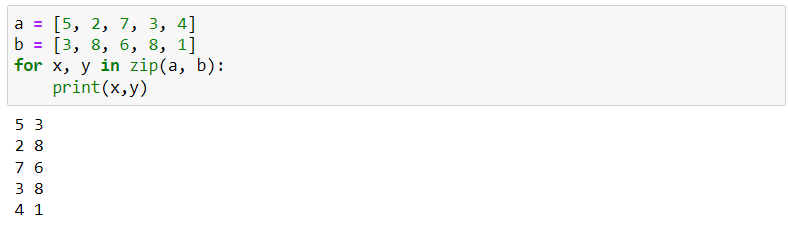 a = [5, 2, 7, 3, 4]
b = [3, 8, 6, 8, 1]
for x, y in zip(a, b):
    print(x,y)
5 3
2 8
7 6
3 8
4 1